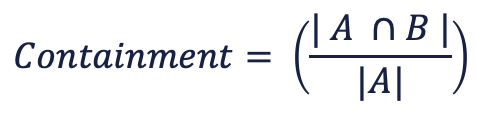 Containment = (| A ∩ B | / |A|)